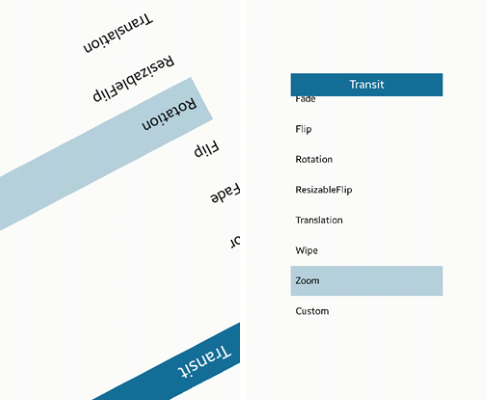 Translation
ResizableFlip
Rotation
Flip
Fade
or
Transit
Transit
Fade
Flip
Rotation
ResizableFlip
Translation
Wipe
Zoom
Custom